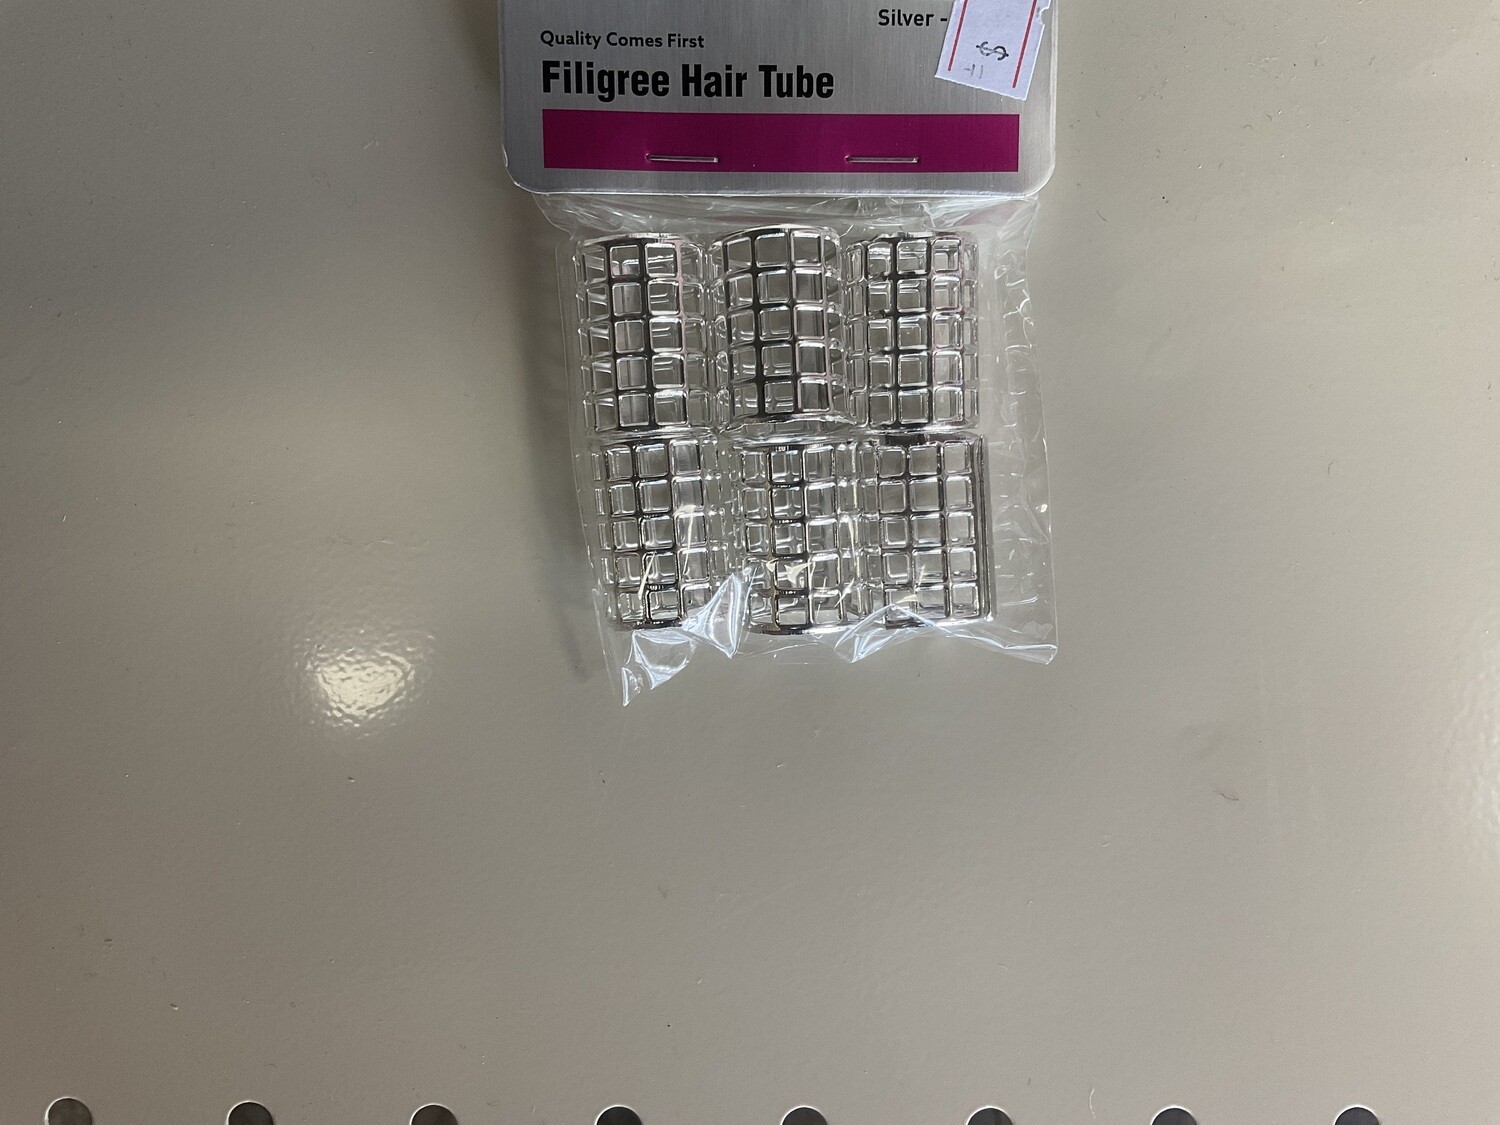 Silver -
Quality Comes First
$
Filigree Hair Tube